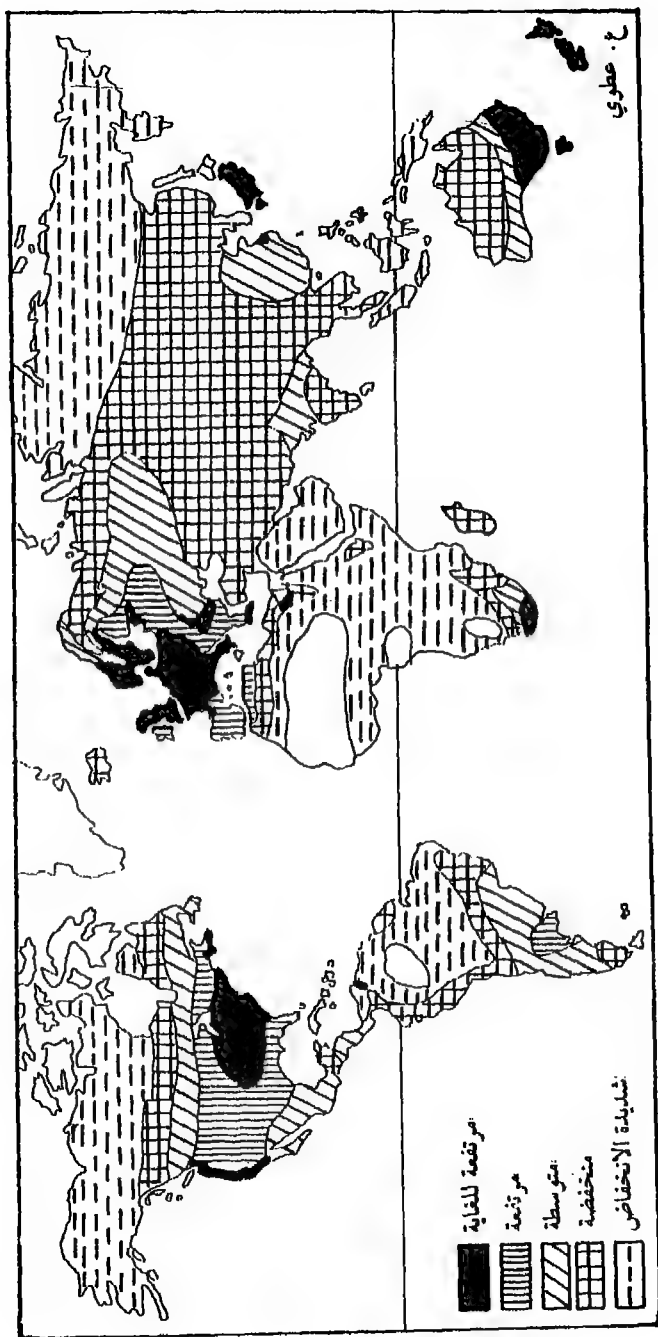 مرتفعة للغاية
مرتفعة
متوسطة
منخفضة
شديدة الانخفاض
ع. عطوي